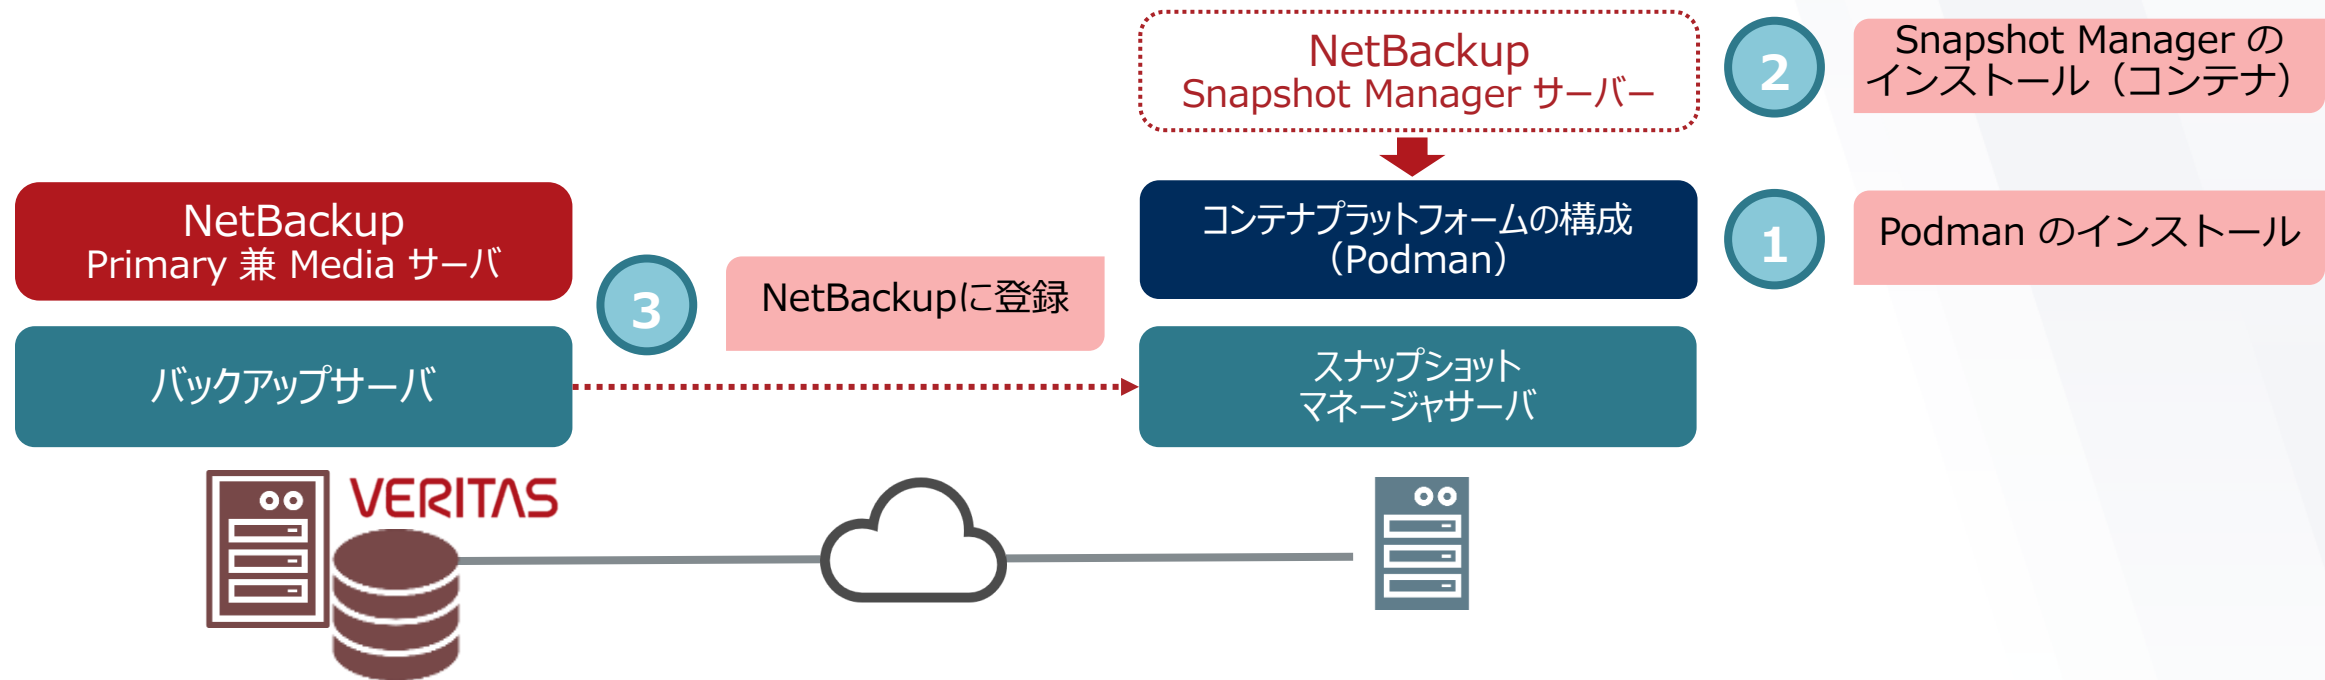 NetBackup
Snapshot Manager サーバー
2
Snapshot Manager の
インストール（コンテナ）
NetBackup
Primary 兼 Media サーバ
コンテナプラットフォームの構成
（Podman）
1
Podman のインストール
3
NetBackupに登録
バックアップサーバ
スナップショット
マネージャサーバ
VERITAS